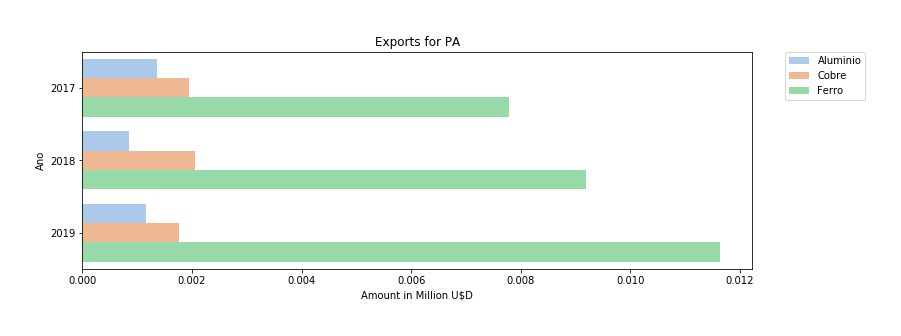 Exports for PA
Aluminio
Cobre
Ferro
Ano
2017
2018
2019
0.000 0.002 0.004 0.006 0.008 0.010 0.012
Amount in Million U$D